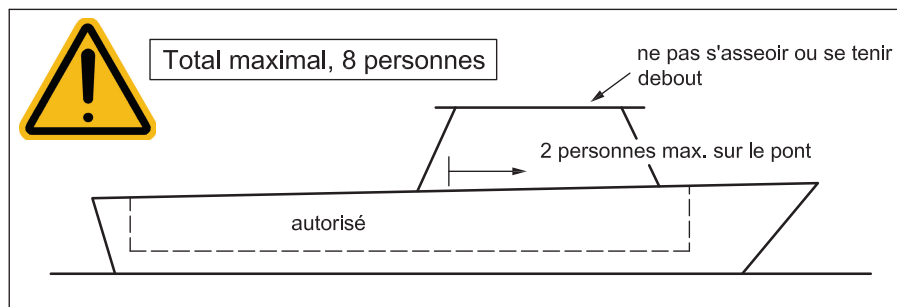 Total maximal, 8 personnes
ne pas s'asseoir ou se tenir
debout
2 personnes max. sur le pont
autorisé